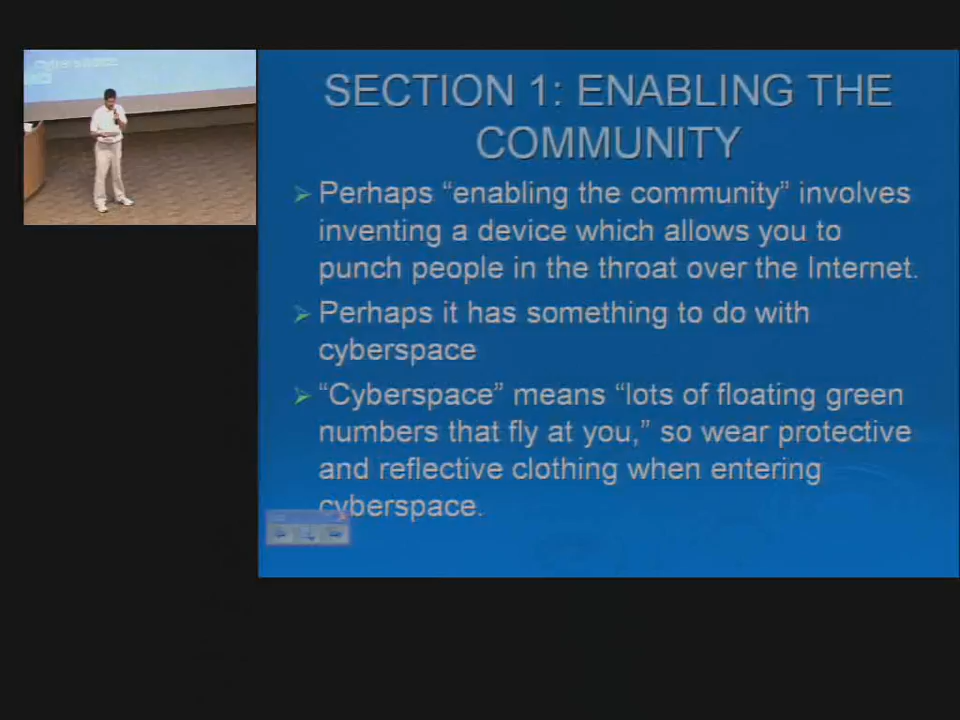 SECTION 1: ENABLING THE
COMMUNITY
Perhaps “enabling the community” involves
inventing a device which allows you to
punch people in the throat over the Internet.
Perhaps it has something to do with
cyberspace
“Cyberspace” means “lots of floating green
numbers that fly at you,” so wear protective
and reflective clothing when entering
cyberspace.